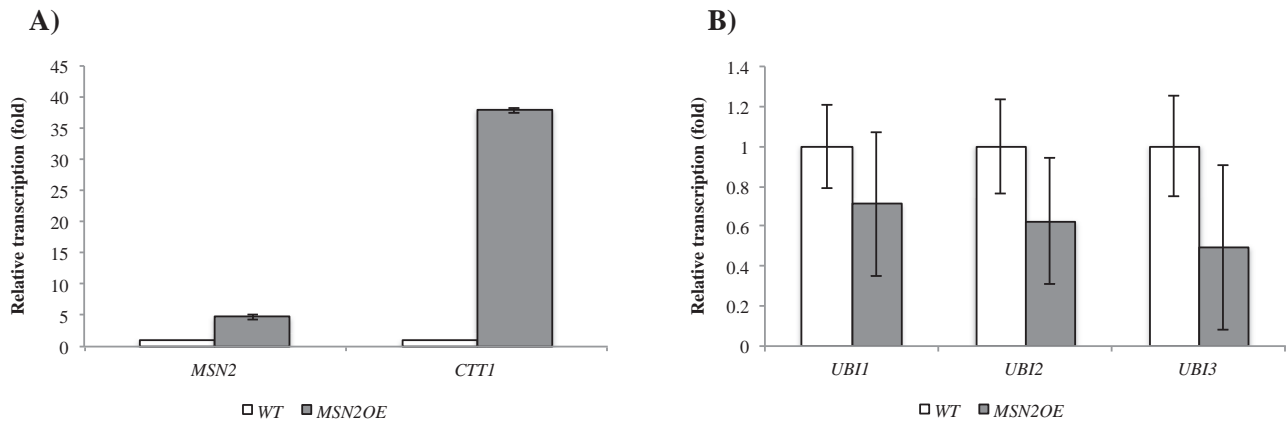 A)
Relative transcription (fold)
45
40
35
30
25
20
15
10
5
0
MSN2 CTT1
WT MSN2OE
B)
Relative transcription (fold)
1.4
1.2
1
0.8
0.6
0.4
0.2
0
UBI1 UBI2 UBI3
WT MSN2OE